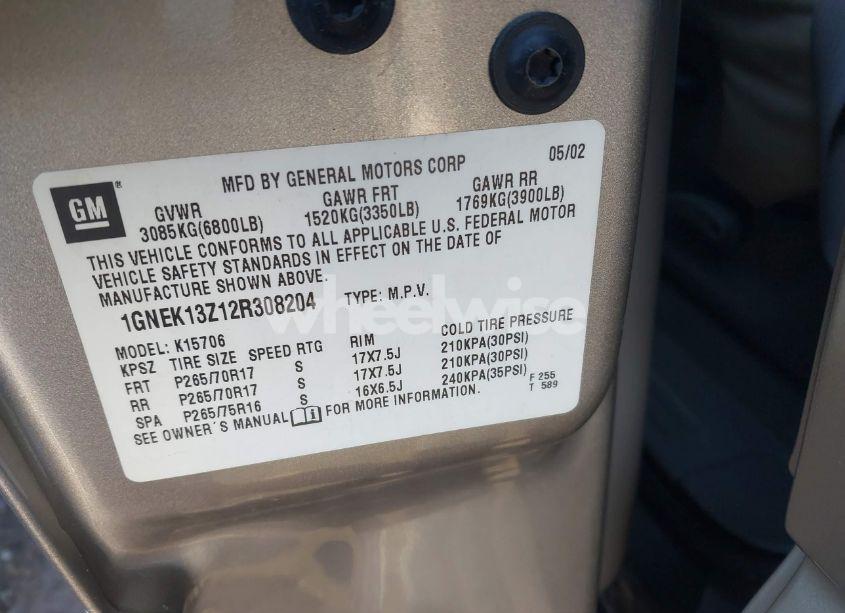 MFD BY GENERAL MOTORS CORP 05/02
GM®
GVWR GAWR FRT GAWR RR
3085KG(6800LB) 1520KG(3350LB) 1769KG(3900LB)
THIS VEHICLE CONFORMS TO ALL APPLICABLE U.S. FEDERAL MOTOR
VEHICLE SAFETY STANDARDS IN EFFECT ON THE DATE OF
MANUFACTURE SHOWN ABOVE.
1GNEK13Z12R308204 TYPE: M.P.V.
wheelwise
MODEL: K15706
KPSZ TIRE SIZE SPEED RTG RIM COLD TIRE PRESSURE
FRT P265/70R17 S 17X7.5J 210KPA(30PSI)
RR P265/70R17 S 17X7.5J 210KPA(30PSI)
SPA P265/75R16 S 16X6.5J 240KPA(35PSI)
SEE OWNER'S MANUAL i FOR MORE INFORMATION.
F 255
T 589